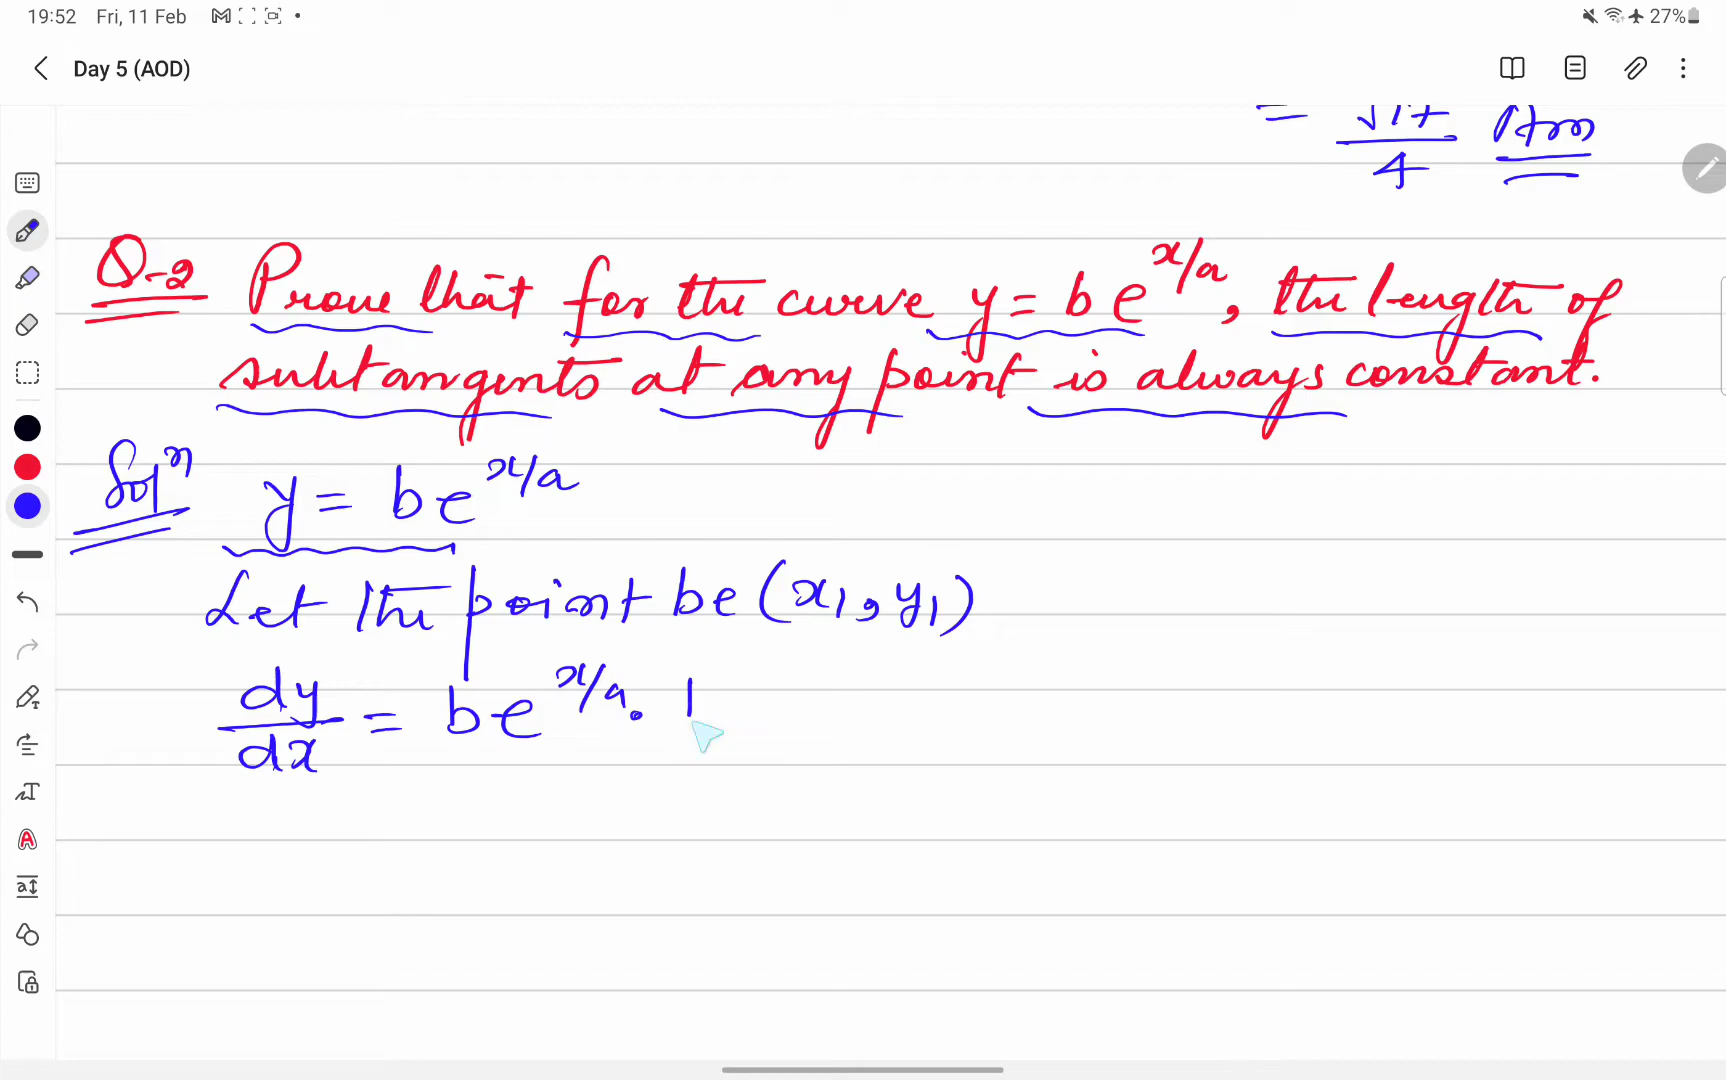 19:52 Fri, 11 Feb 27%
Day 5 (AOD)
= √17/4 Ans
Q-2 Prove that for the curve y = be^x/a, the length of
subtangents at any point is always constant.
Solⁿ y = be^x/a
Let the point be (x₁, y₁)
dy/dx = be^x/a . 1